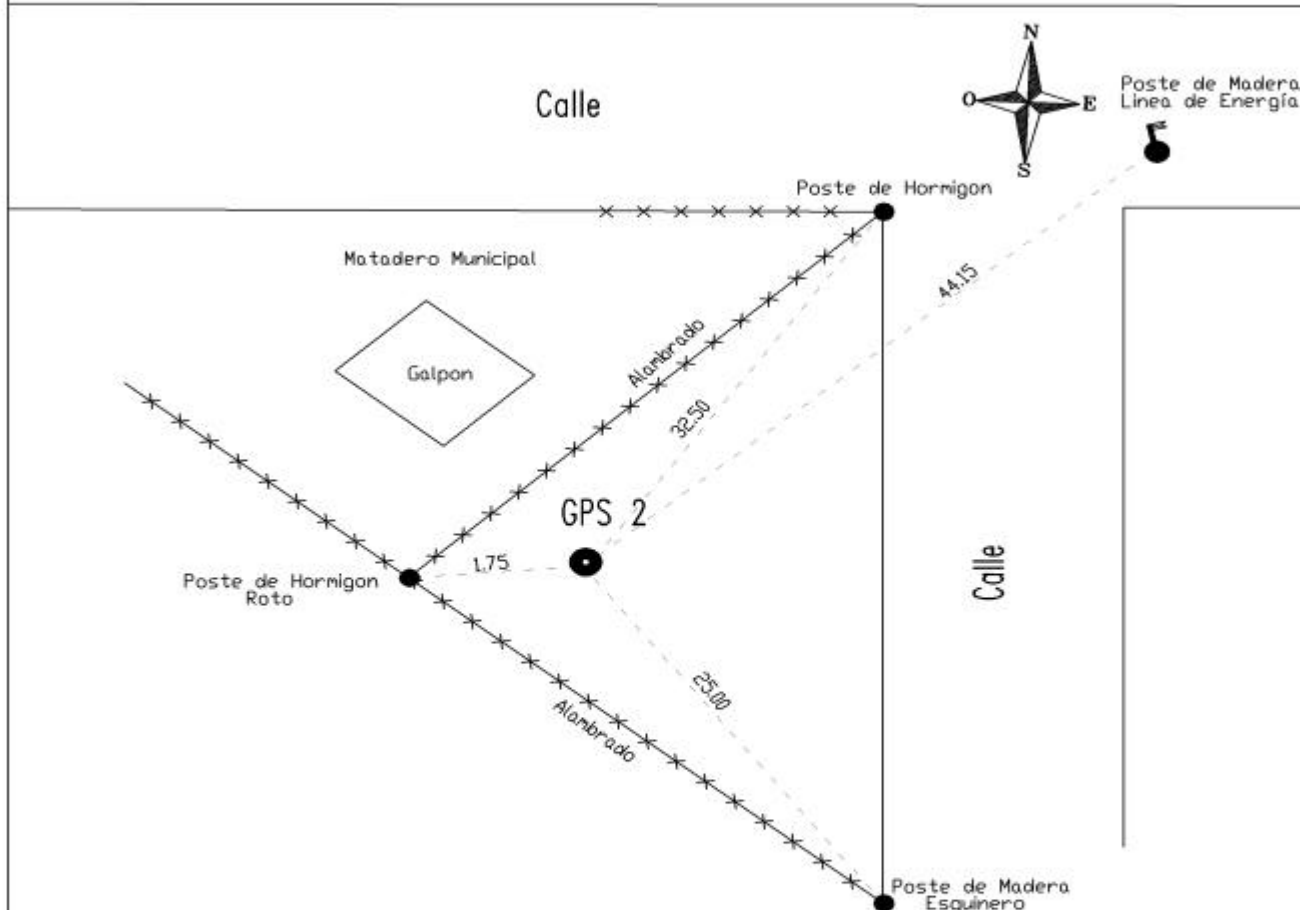 N
Poste de Madera
Linea de Energía
Calle
O
E
S
Poste de Hormigon
Matadero Municipal
44.15
Alambrado
Galpon
32.50
GPS 2
1.75
Calle
Poste de Hormigon
Roto
25.00
Alambrado
Poste de Madera
Esquinero